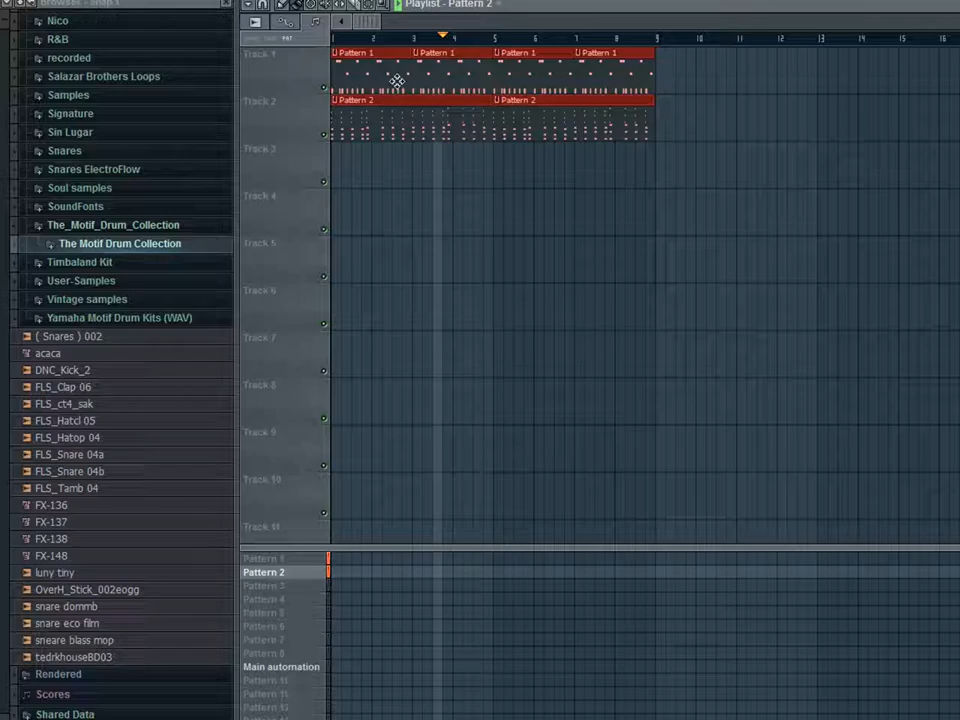 Playlist - Pattern 2
Nico
R&B
recorded
Salazar Brothers Loops
Samples
Signature
Sin Lugar
Snares
Snares ElectroFlow
Soul samples
SoundFonts
The_Motif_Drum_Collection
The Motif Drum Collection
Timbaland Kit
User-Samples
Vintage samples
Yamaha Motif Drum Kits (WAV)
( Snares ) 002
acaca
DNC_Kick_2
FLS_Clap 06
FLS_ct4_sak
FLS_Hatcl 05
FLS_Hatop 04
FLS_Snare 04a
FLS_Snare 04b
FLS_Tamb 04
FX-136
FX-137
FX-138
FX-148
luny tiny
OverH_Stick_002eogg
snare dommb
snare eco film
sneare blass mop
tedrkhouseBD03
Rendered
Scores
Shared Data
1 2 3 4 5 6 7 8 9 10 11 12 13 14 15 16
Track 1
Pattern 1 Pattern 1 Pattern 1 Pattern 1
Track 2
Pattern 2 Pattern 2
Track 3
Track 4
Track 5
Track 6
Track 7
Track 8
Track 9
Track 10
Track 11
Pattern 1
Pattern 2
Pattern 3
Pattern 4
Pattern 5
Pattern 6
Pattern 7
Pattern 8
Main automation